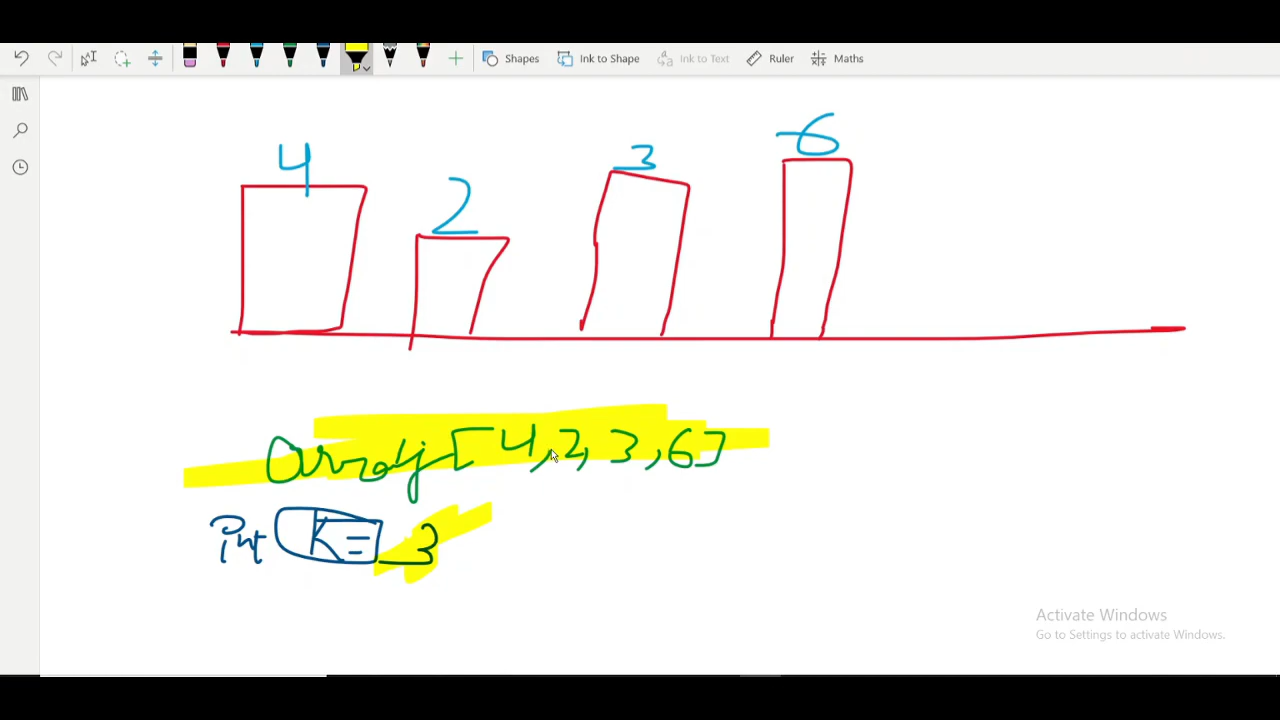 Shapes Ink to Shape Ink to Text Ruler Maths
4 2 3 6
Array [4,2,3,6]
int K= 3
Activate Windows
Go to Settings to activate Windows.